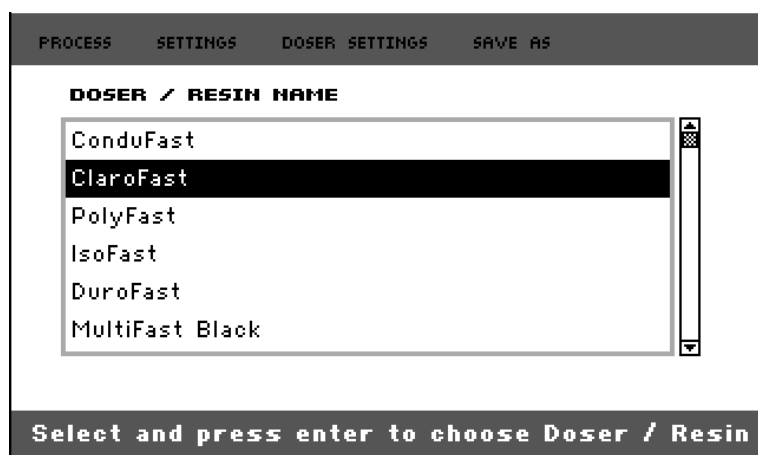 PROCESS SETTINGS DOSER SETTINGS SAVE AS
DOSER / RESIN NAME
ConduFast
ClaroFast
PolyFast
IsoFast
DuroFast
MultiFast Black
Select and press enter to choose Doser / Resin